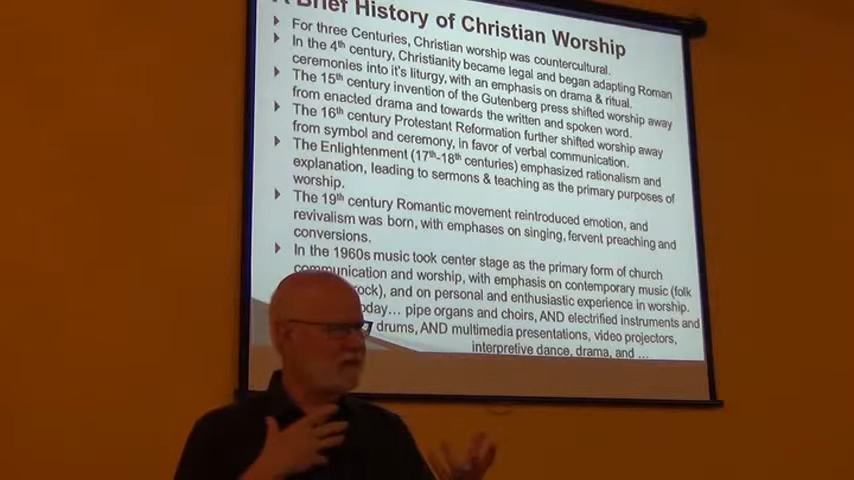 Brief History of Christian Worship
For three Centuries, Christian worship was countercultural.
In the 4th century, Christianity became legal and began adapting Roman
ceremonies into it's liturgy, with an emphasis on drama & ritual.
The 15th century invention of the Gutenberg press shifted worship away
from enacted drama and towards the written and spoken word.
The 16th century Protestant Reformation further shifted worship away
from symbol and ceremony, in favor of verbal communication.
The Enlightenment (17th-18th centuries) emphasized rationalism and
explanation, leading to sermons & teaching as the primary purposes of
worship.
The 19th century Romantic movement reintroduced emotion, and
revivalism was born, with emphases on singing, fervent preaching and
conversions.
In the 1960s music took center stage as the primary form of church
communication and worship, with emphasis on contemporary music (folk
rock), and on personal and enthusiastic experience in worship.
oday… pipe organs and choirs, AND electrified instruments and
drums, AND multimedia presentations, video projectors,
interpretive dance, drama, and …